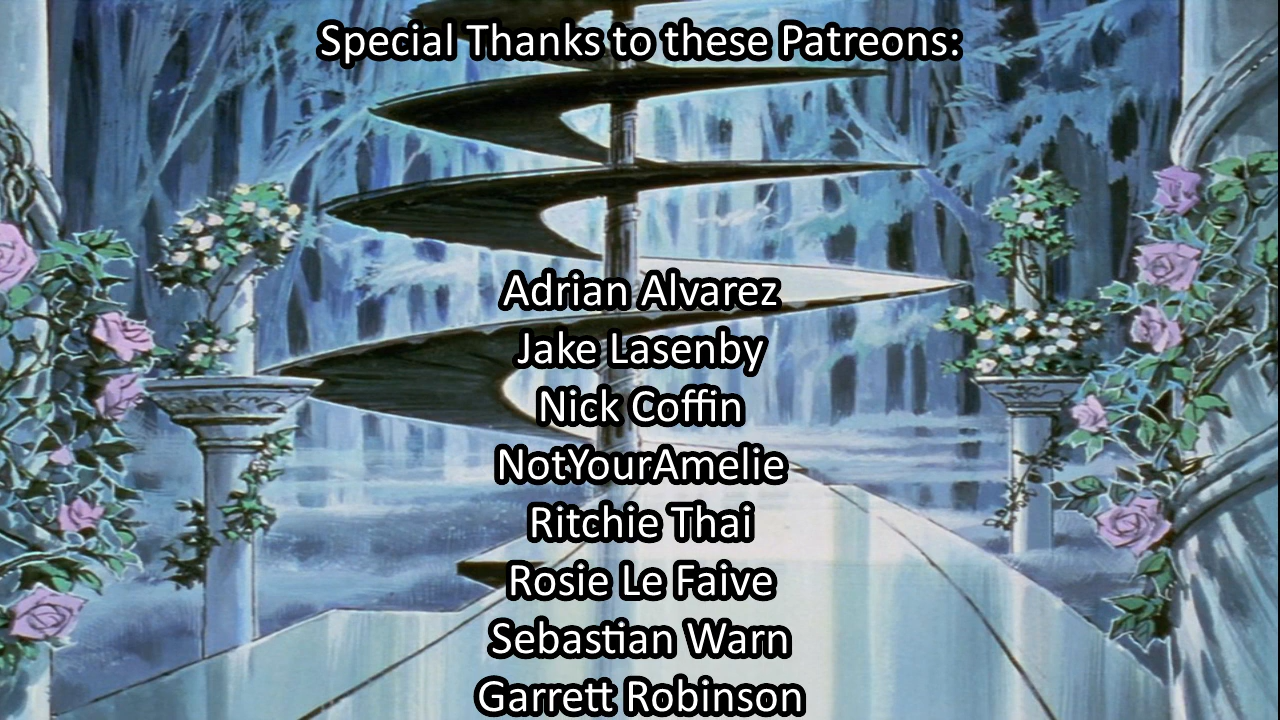 Special Thanks to these Patreons:
Adrian Alvarez
Jake Lasenby
Nick Coffin
NotYourAmelie
Ritchie Thai
Rosie Le Faive
Sebastian Warn
Garrett Robinson